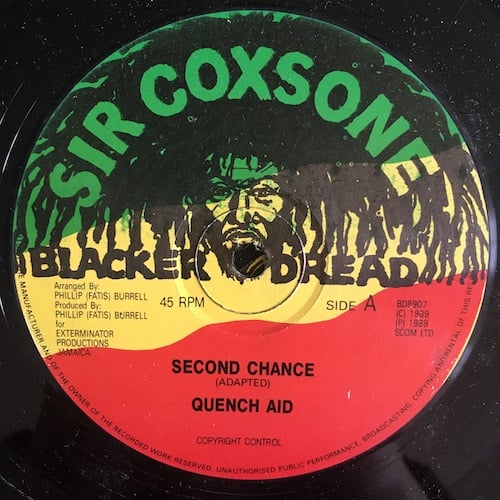 SIR COXSONE
BLACKER DREAD
Arranged By:
PHILLIP (FATIS) BURRELL
Produced By:
PHILLIP (FATIS) BURRELL
for
EXTERMINATOR
PRODUCTIONS
JAMAICA
45 RPM
SIDE A
BD8907
(C) 1989
(P) 1989
SCOM LTD
SECOND CHANCE
(ADAPTED)
QUENCH AID
COPYRIGHT CONTROL
MANUFACTURER AND OF THE OWNER OF THE RECORDED WORK RESERVED. UNAUTHORISED PUBLIC PERFORMANCE, BROADCASTING, COPYING AND RENTAL OF THIS REC